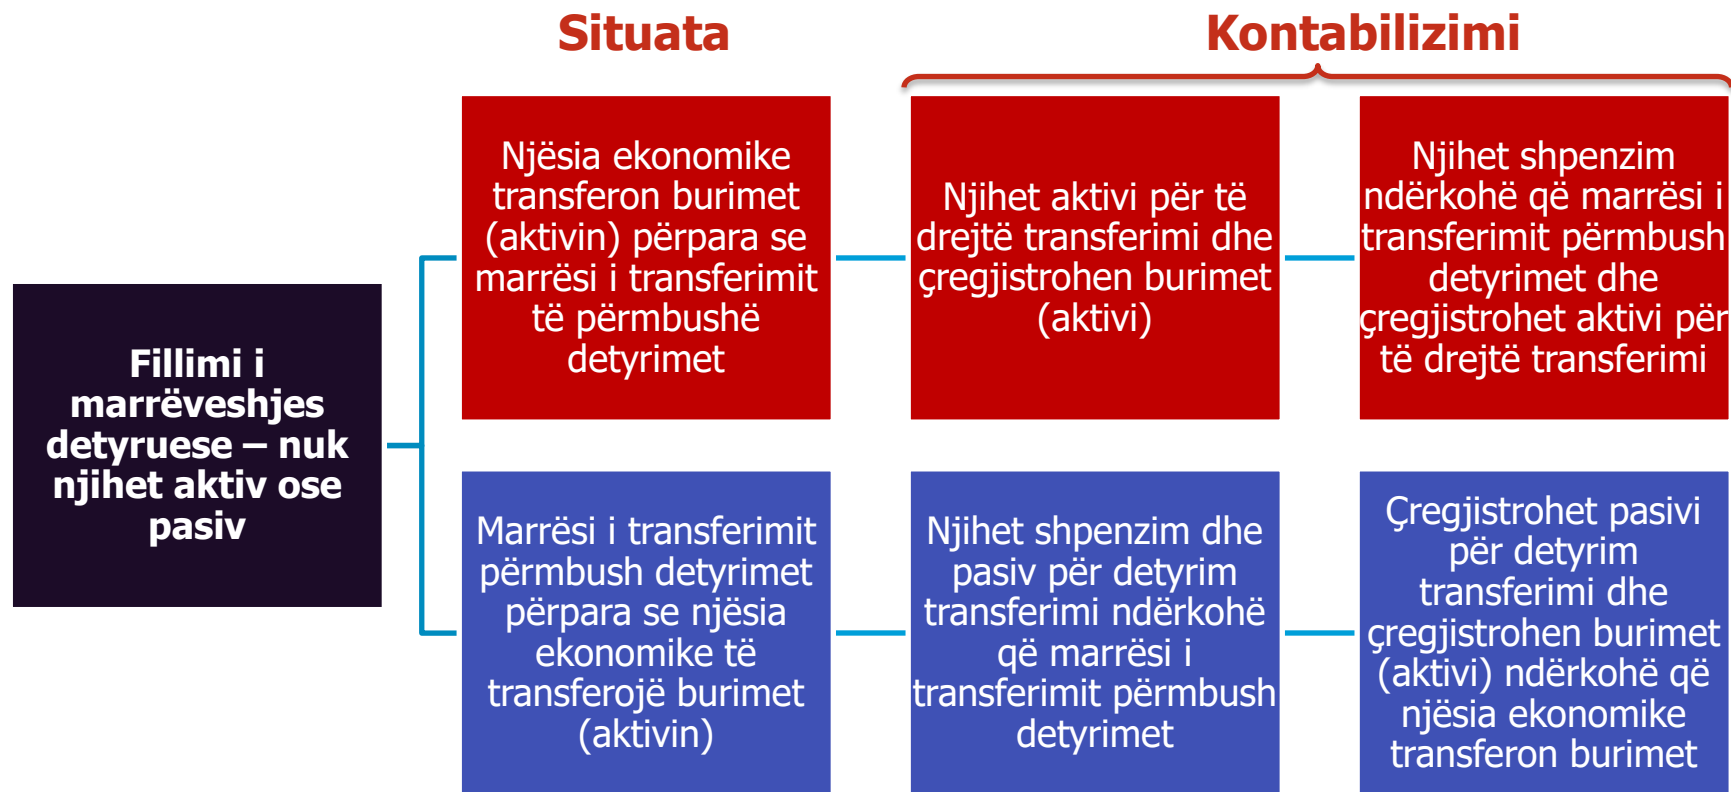 Situata
Kontabilizimi
Fillimi i
marrëveshjes
detyruese – nuk
njihet aktiv ose
pasiv
Njësia ekonomike
transferon burimet
(aktivin) përpara se
marrësi i transferimit
të përmbushë
detyrimet
Njihet aktivi për të
drejtë transferimi dhe
çregjistrohen burimet
(aktivi)
Njihet shpenzim
ndërkohë që marrësi i
transferimit përmbush
detyrimet dhe
çregjistrohet aktivi për
të drejtë transferimi
Marrësi i transferimit
përmbush detyrimet
përpara se njësia
ekonomike të
transferojë burimet
(aktivin)
Njihet shpenzim dhe
pasiv për detyrim
transferimi ndërkohë
që marrësi i
transferimit përmbush
detyrimet
Çregjistrohet pasivi
për detyrim
transferimi dhe
çregjistrohen burimet
(aktivi) ndërkohë që
njësia ekonomike
transferon burimet